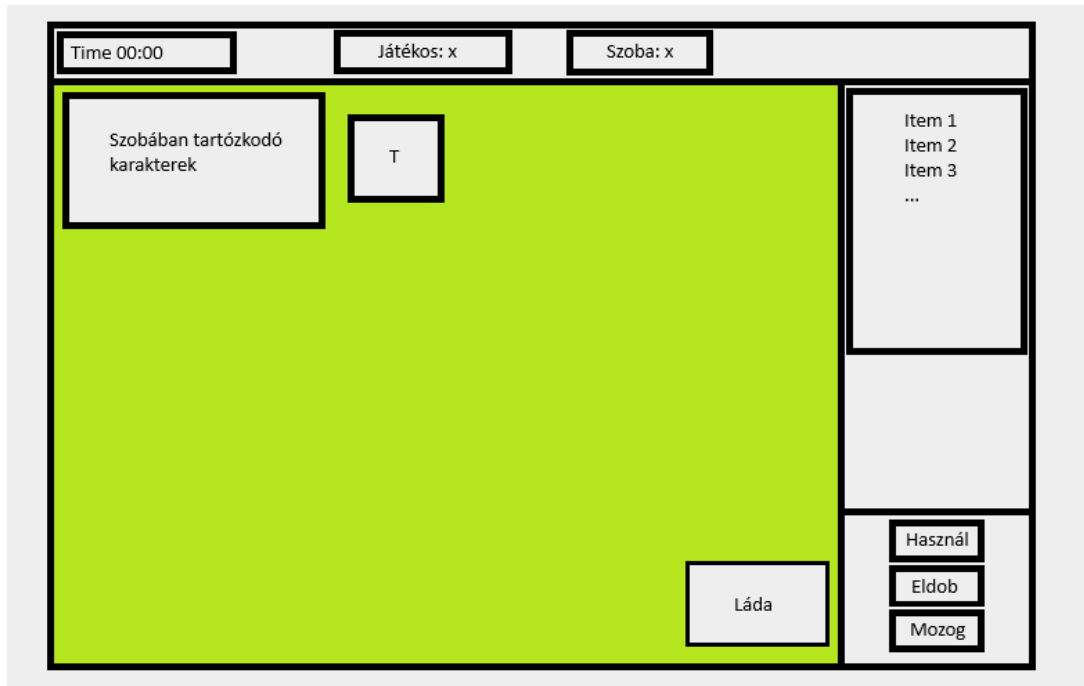 Time 00:00
Játékos: x
Szoba: x
Szobában tartózkodó
karakterek
T
Item 1
Item 2
Item 3
...
Láda
Használ
Eldob
Mozog